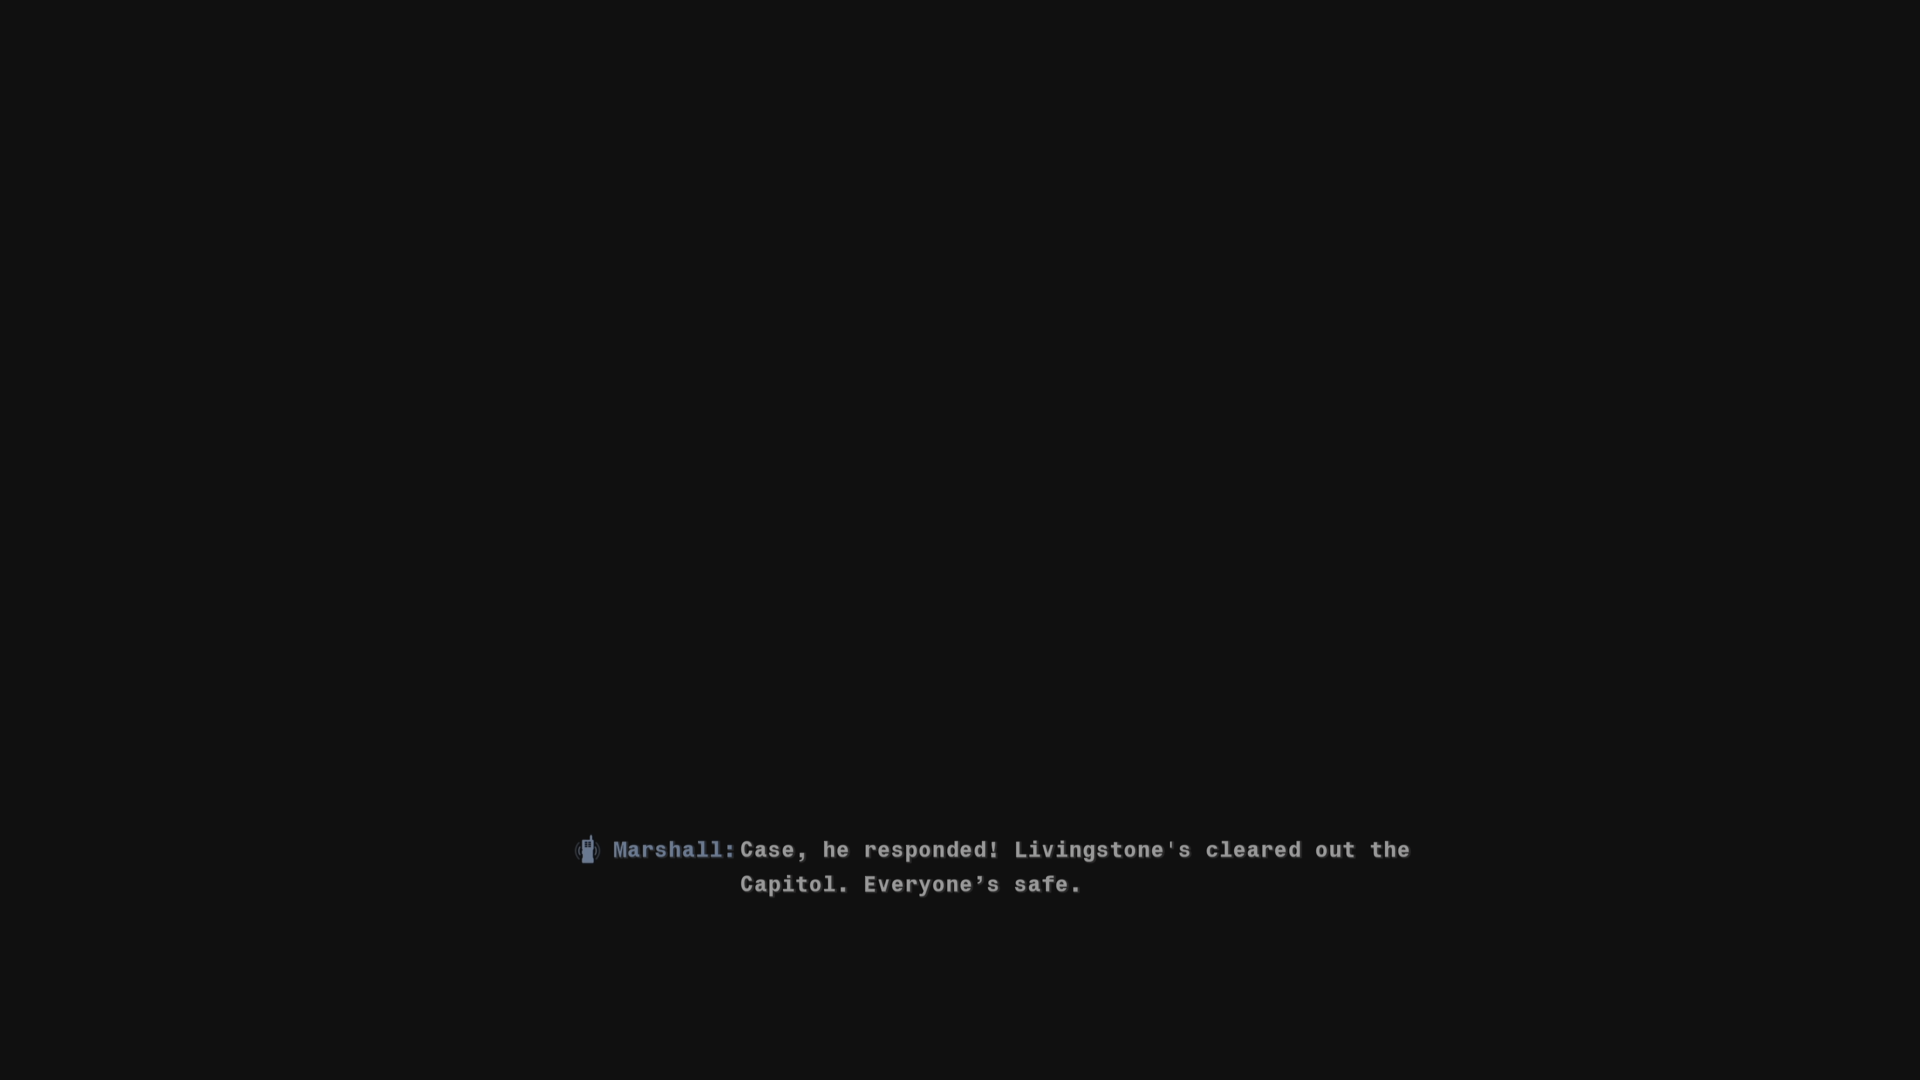 Marshall: Case, he responded! Livingstone's cleared out the
Capitol. Everyone’s safe.